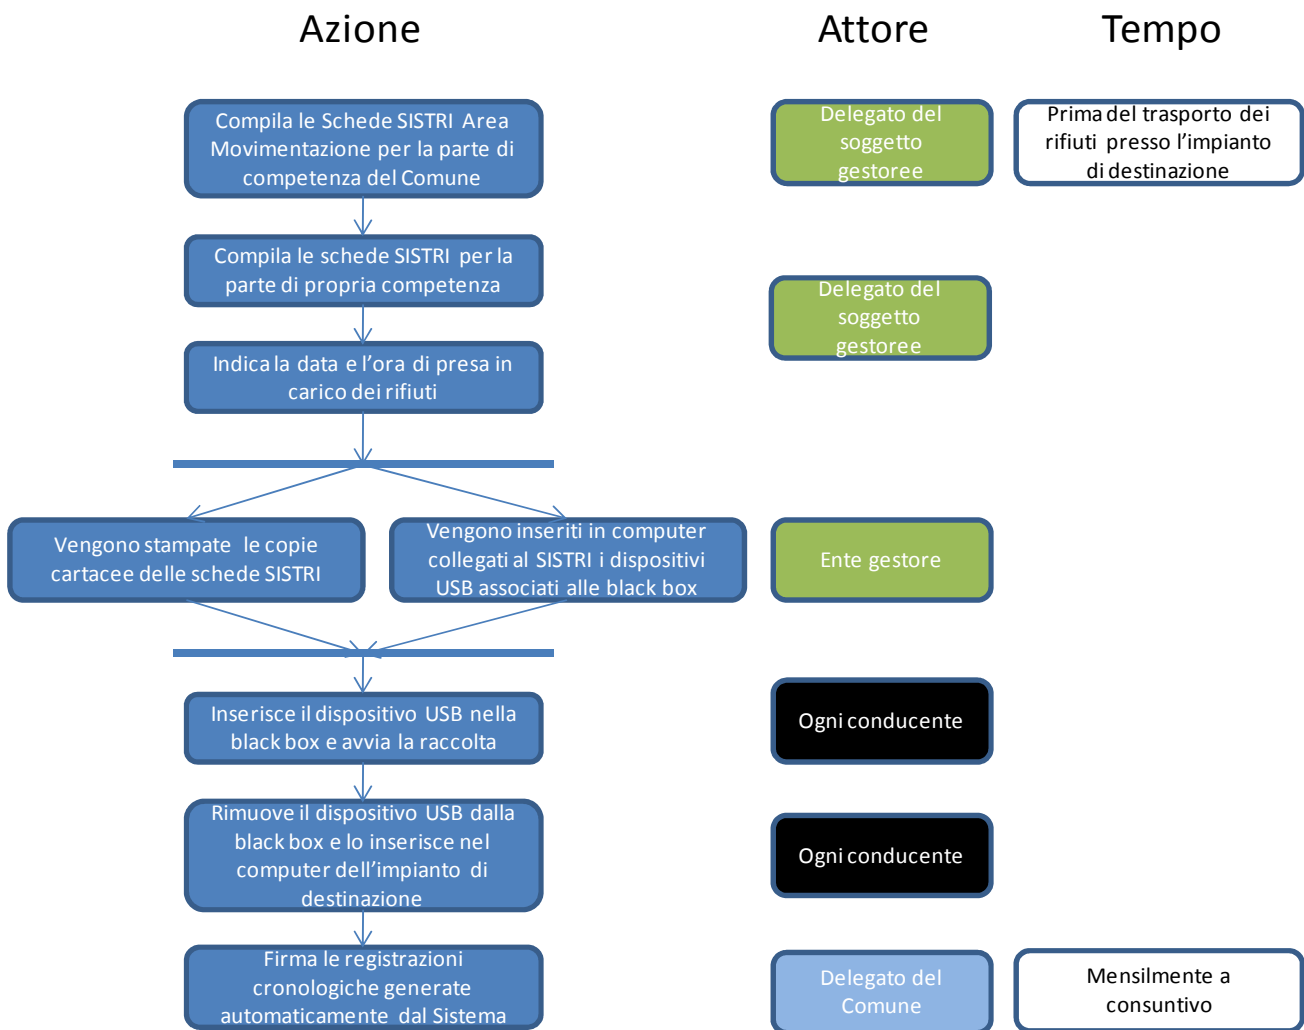 Azione
Attore
Tempo
Compila le Schede SISTRI Area
Movimentazione per la parte di
competenza del Comune
Delegato del
soggetto
gestoree
Prima del trasporto dei
rifiuti presso l'impianto
di destinazione
Compila le schede SISTRI per la
parte di propria competenza
Delegato del
soggetto
gestoree
Indica la data e l'ora di presa in
carico dei rifiuti
Vengono stampate le copie
cartacee delle schede SISTRI
Vengono inseriti in computer
collegati al SISTRI i dispositivi
USB associati alle black box
Ente gestore
Inserisce il dispositivo USB nella
black box e avvia la raccolta
Ogni conducente
Rimuove il dispositivo USB dalla
black box e lo inserisce nel
computer dell'impianto di
destinazione
Ogni conducente
Firma le registrazioni
cronologiche generate
automaticamente dal Sistema
Delegato del
Comune
Mensilmente a
consuntivo